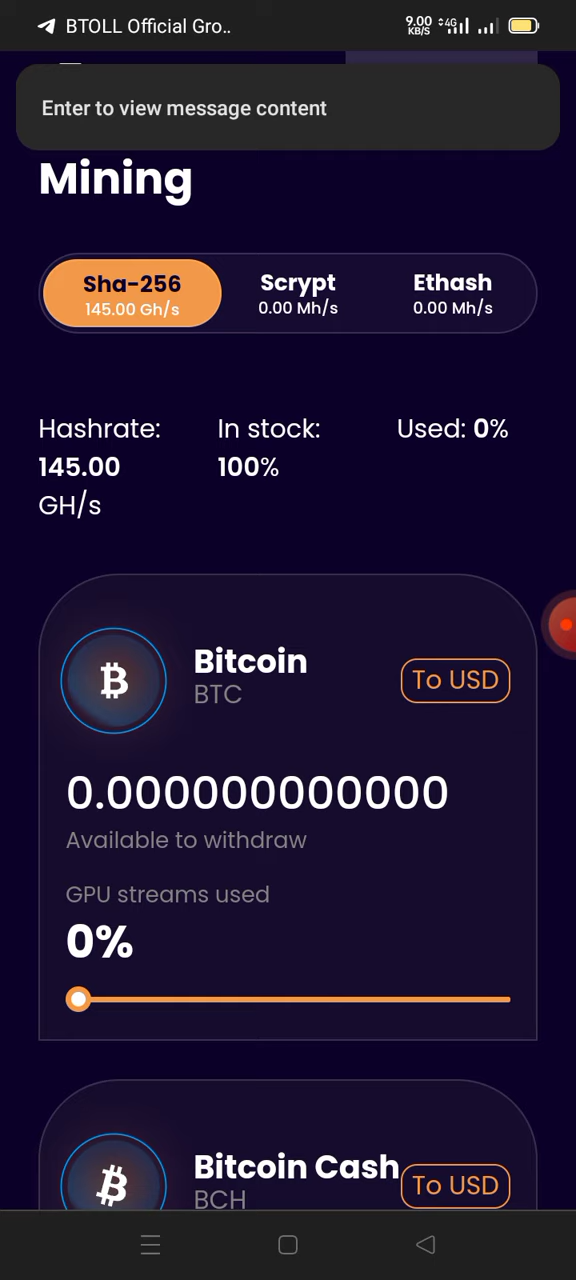 BTOLL Official Gro..
9.00 KB/S 4G
Enter to view message content
Mining
Sha-256 Scrypt Ethash
145.00 Gh/s 0.00 Mh/s 0.00 Mh/s
Hashrate: In stock: Used: 0%
145.00 100%
GH/s
Bitcoin
BTC
To USD
0.000000000000
Available to withdraw
GPU streams used
0%
Bitcoin Cash
BCH
To USD